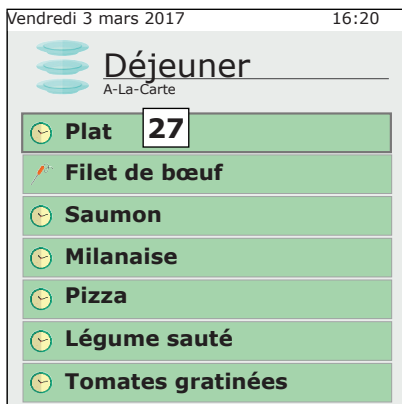 Vendredi 3 mars 2017 16:20
Déjeuner
A-La-Carte
Plat 27
Filet de bœuf
Saumon
Milanaise
Pizza
Légume sauté
Tomates gratinées